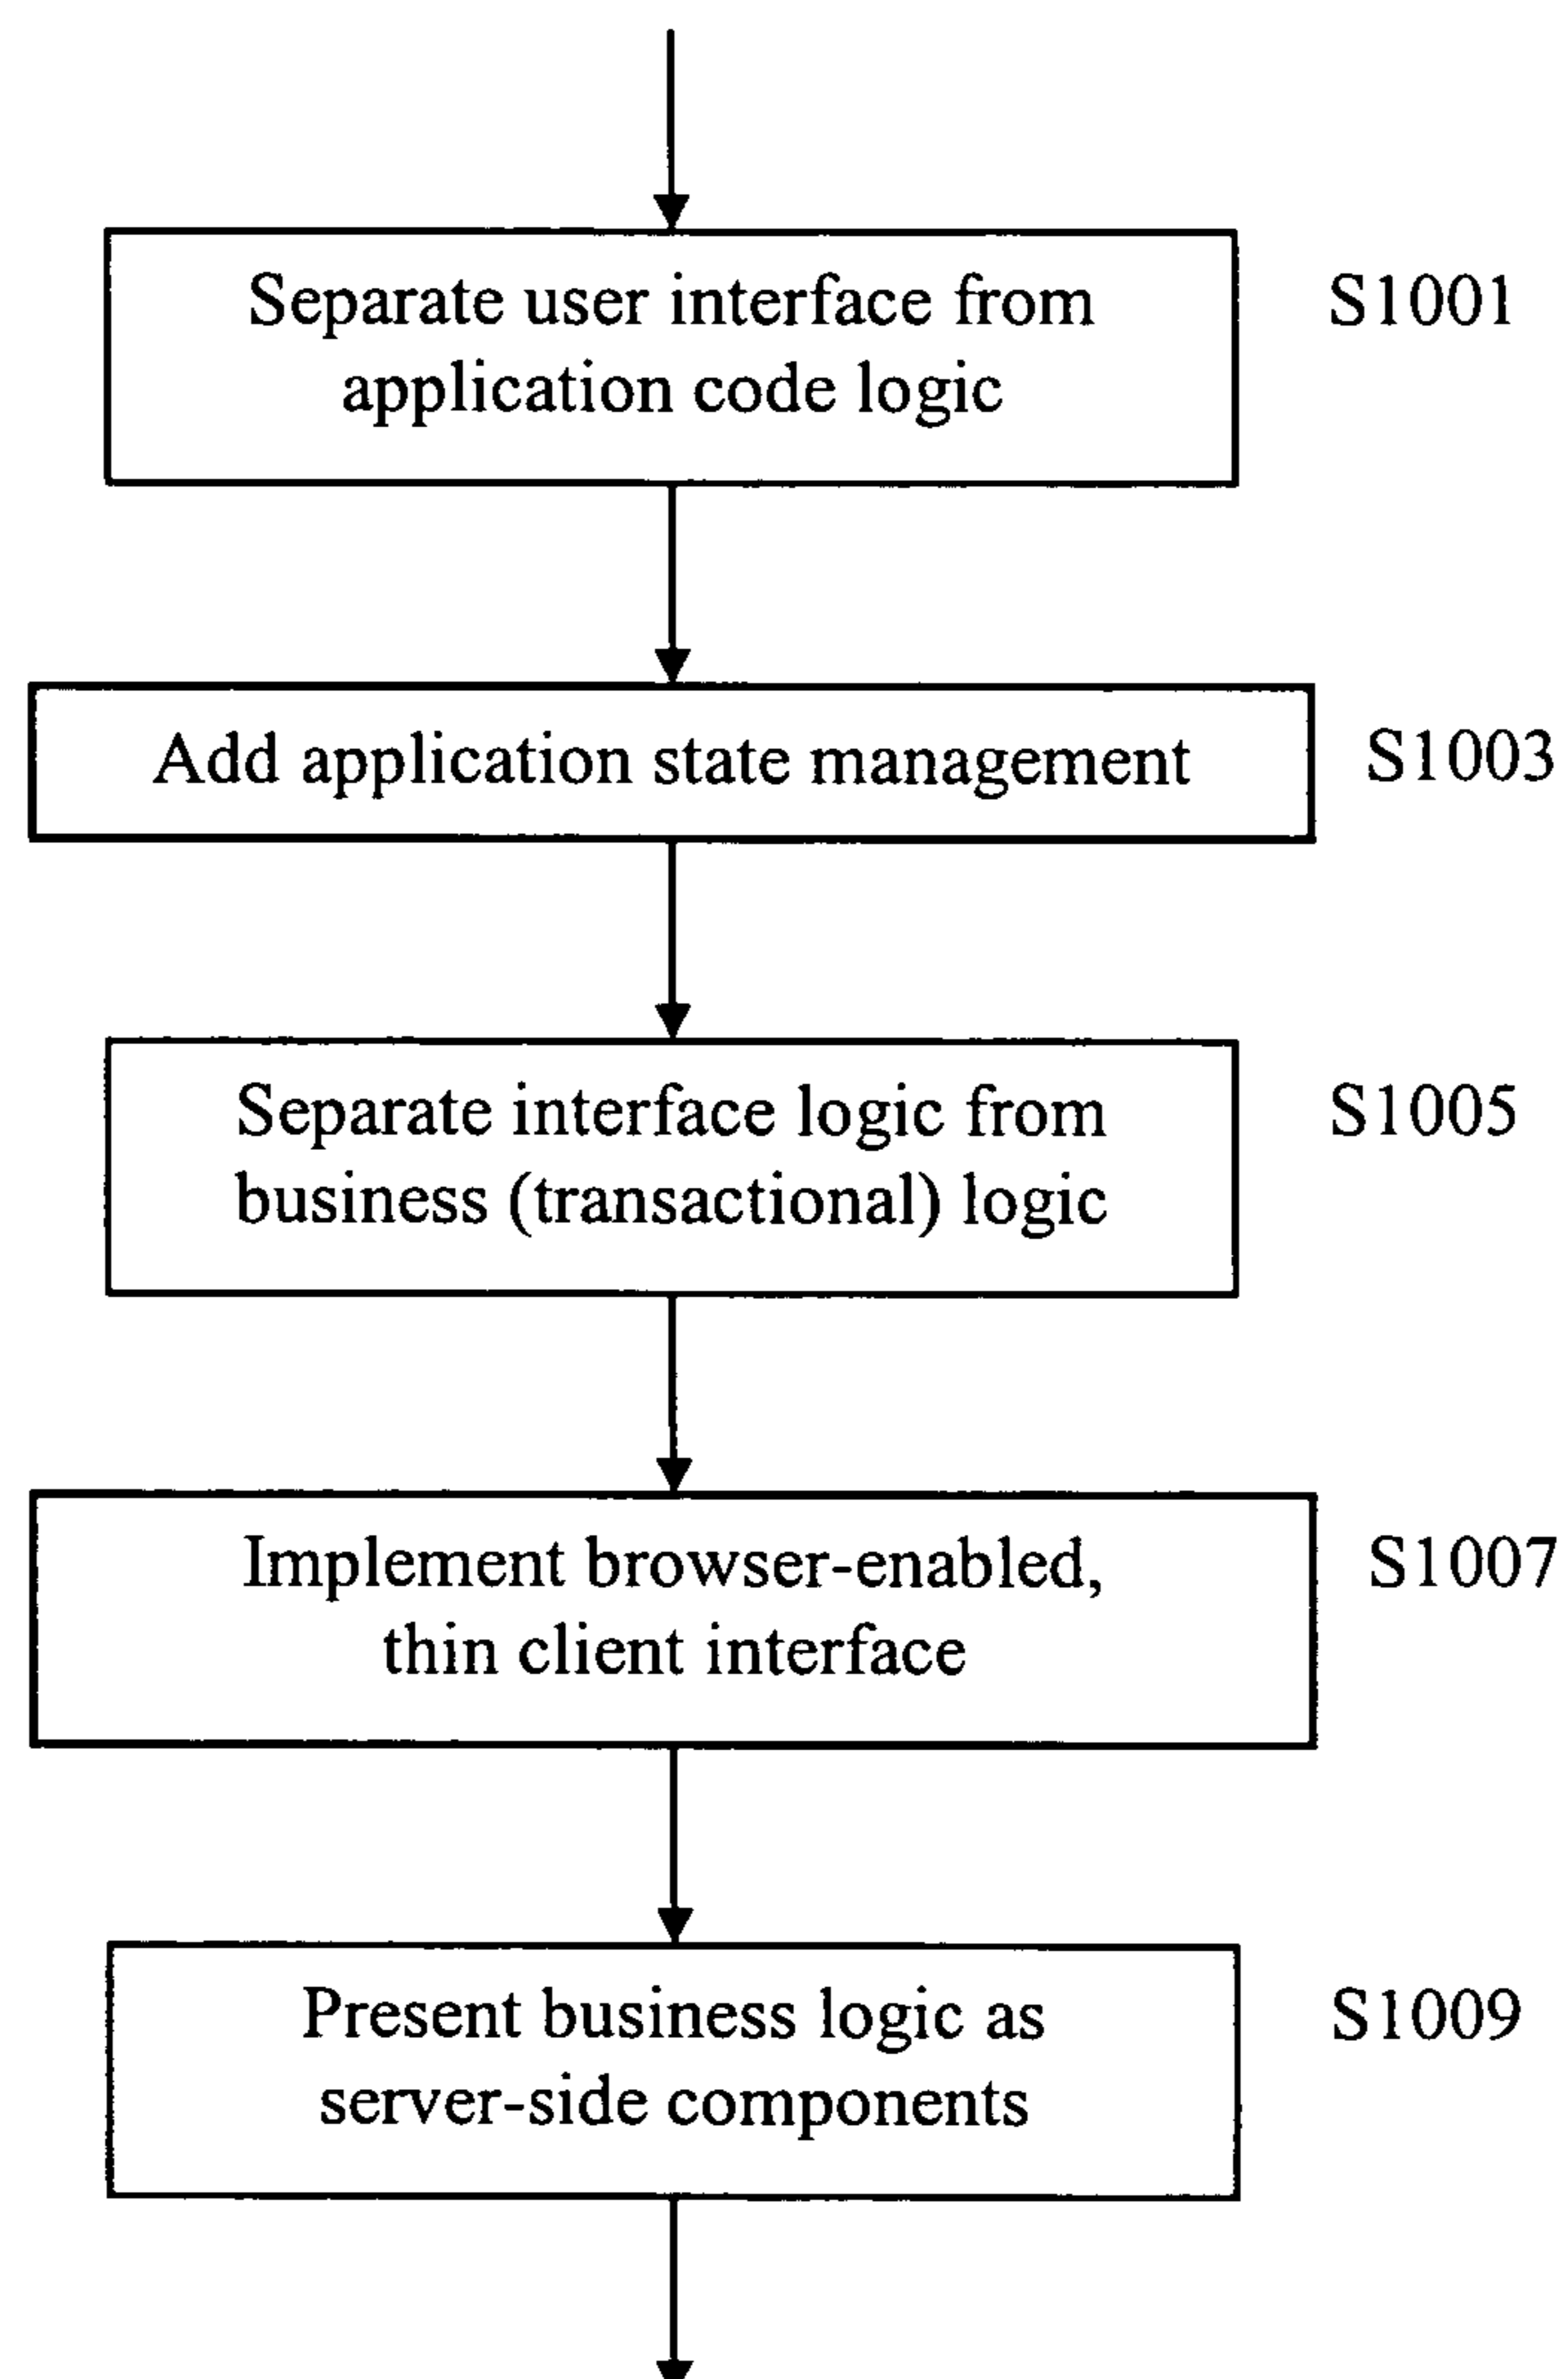 Separate user interface from
application code logic
S1001
Add application state management
S1003
Separate interface logic from
business (transactional) logic
S1005
Implement browser-enabled,
thin client interface
S1007
Present business logic as
server-side components
S1009